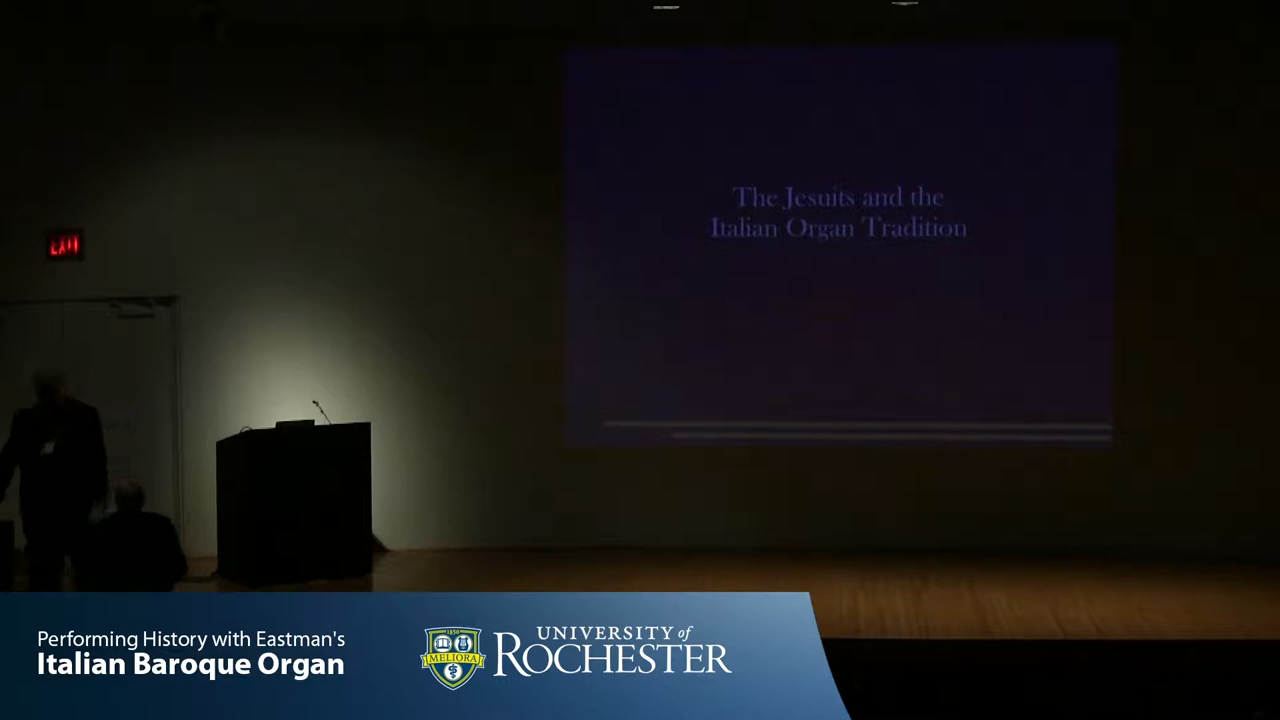 The Jesuits and the
Italian Organ Tradition
EXIT
Performing History with Eastman's
Italian Baroque Organ
1850
MELIORA
UNIVERSITY of
ROCHESTER